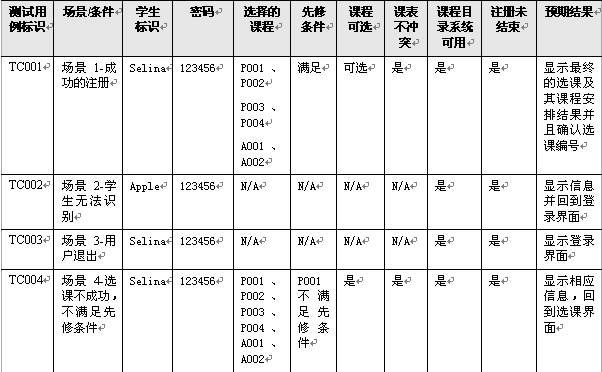 测试用例标识 场景/条件 学生标识 密码 选择的课程 先修条件 课程可选 课表不冲突 课程目录系统可用 注册未结束 预期结果
TC001 场景 1-成功的注册 Selina 123456 P001、P002 P003、P004 A001、A002 满足 可选 是 是 是 显示最终的选课及其课程安排结果并且确认选课编号
TC002 场景 2-学生无法识别 Apple 123456 N/A N/A N/A N/A 是 是 显示信息并回到登录界面
TC003 场景 3-用户退出 Selina 123456 N/A N/A N/A N/A 是 是 显示登录界面
TC004 场景 4-选课不成功，不满足先修条件 Selina 123456 P001、P002、P003、P004、A001、A002 P001不满足先修条件 是 是 是 是 显示相应信息，回到选课界面